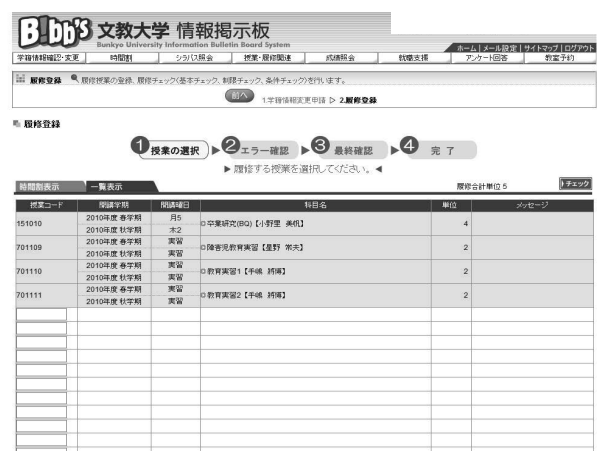 B!bb's 文教大学 情報掲示板
Bunkyo University Information Bulletin Board System
ホーム | メール設定 | サイトマップ | ログアウト
学籍情報確認・変更 時間割 シラバス照会 授業・履修関連 成績照会 就職支援 アンケート回答 教室予約
履修登録 履修授業の登録、履修チェック(基本チェック、制限チェック、条件チェック)を行います。
前へ 1.学籍情報変更申請 ▷ 2.履修登録
履修登録
1 授業の選択 ▶ 2 エラー確認 ▶ 3 最終確認 ▶ 4 完了
▶ 履修する授業を選択してください。 ◀
時間割表示 一覧表示 履修合計単位 5 チェック
授業コード 開講学期 開講曜日 科目名 単位 メッセージ
151010 2010年度 春学期 月5 卒業研究(BQ)【小野里 美帆】 4
2010年度 秋学期 木2
701109 2010年度 春学期 実習 障害児教育実習【星野 常夫】 2
2010年度 秋学期 実習
701110 2010年度 春学期 実習 教育実習1【手嶋 將博】 2
2010年度 秋学期 実習
701111 2010年度 春学期 実習 教育実習2【手嶋 將博】 2
2010年度 秋学期 実習